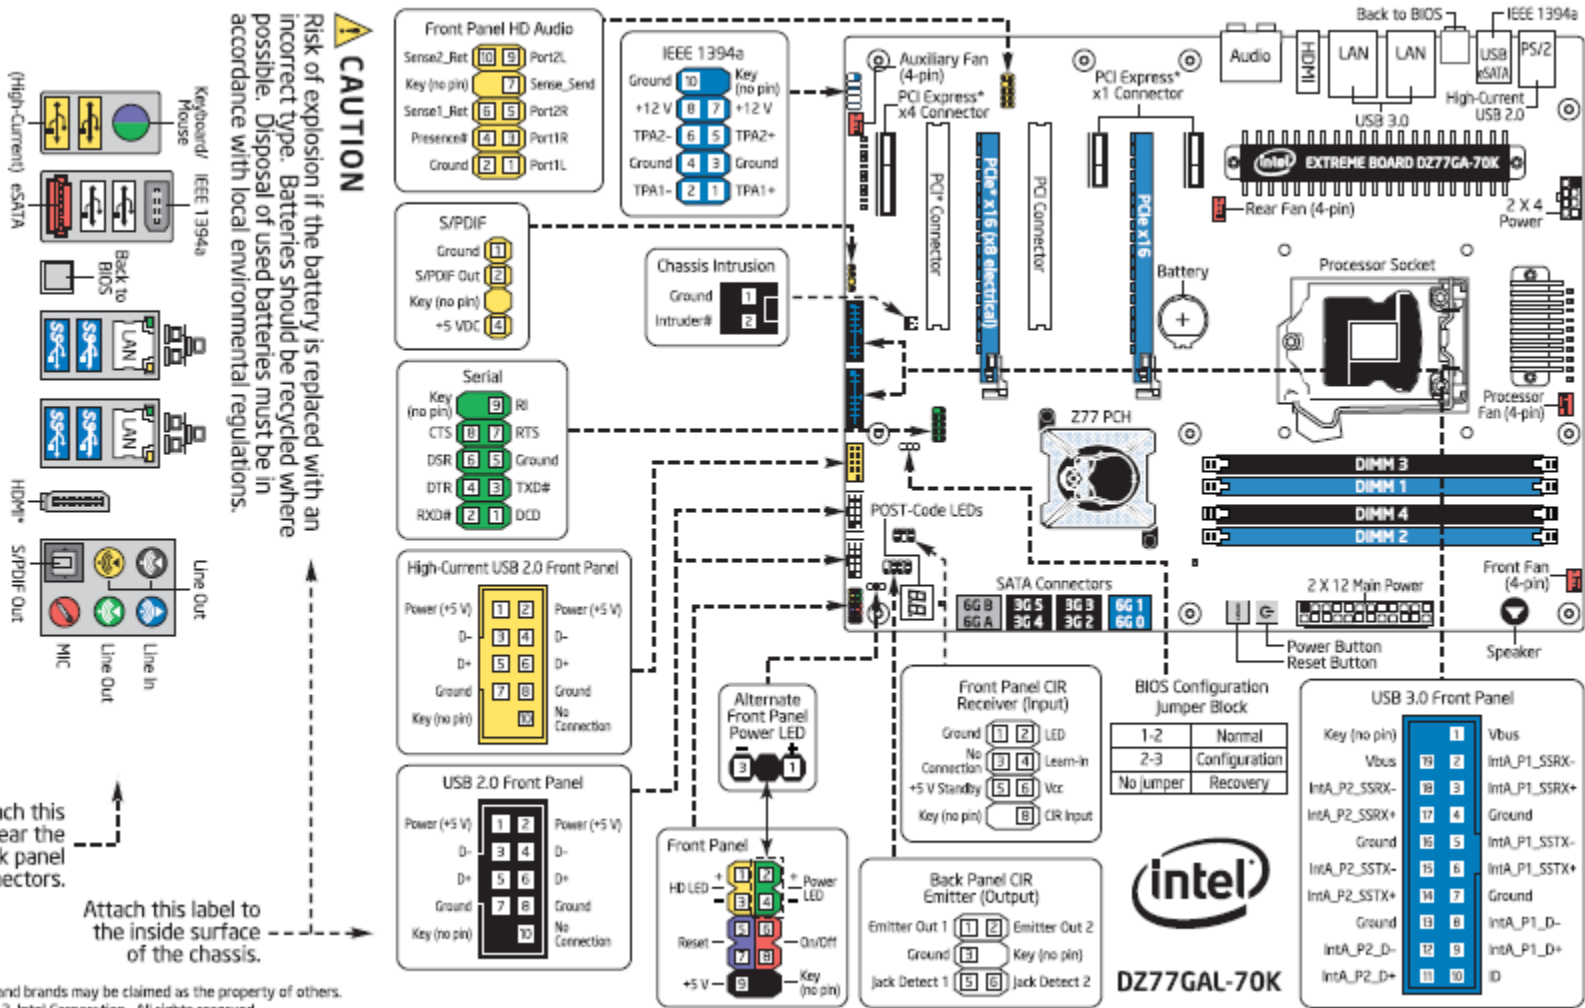 CAUTION
Risk of explosion if the battery is replaced with an
incorrect type. Batteries should be recycled where
possible. Disposal of used batteries must be in
accordance with local environmental regulations.
Keyboard/
Mouse
(High-Current)
IEEE 1394a
eSATA
Back to
BIOS
LAN
LAN
HDMI*
Line Out
S/PDIF Out
MIC
Line Out
Line In
ach this
ear the
k panel
nectors.
Attach this label to
the inside surface
of the chassis.
and brands may be claimed as the property of others.
Intel Corporation. All rights reserved.
Front Panel HD Audio
Sense2_Ret 10 9 Port2L
Key (no pin) 7 Sense_Send
Sense1_Ret 6 5 Port2R
Presence# 4 3 Port1R
Ground 2 1 Port1L
IEEE 1394a
Ground 10 Key (no pin)
+12 V 8 7 +12 V
TPA2- 6 5 TPA2+
Ground 4 3 Ground
TPA1- 2 1 TPA1+
S/PDIF
Ground 1
S/PDIF Out 2
Key (no pin)
+5 VDC 4
Chassis Intrusion
Ground 1
Intruder# 2
Serial
Key (no pin) 9 RI
CTS 8 7 RTS
DSR 6 5 Ground
DTR 4 3 TXD#
RXD# 2 1 DCD
High-Current USB 2.0 Front Panel
Power (+5 V) 1 2 Power (+5 V)
D- 3 4 D-
D+ 5 6 D+
Ground 7 8 Ground
Key (no pin) 10 No Connection
USB 2.0 Front Panel
Power (+5 V) 1 2 Power (+5 V)
D- 3 4 D-
D+ 5 6 D+
Ground 7 8 Ground
Key (no pin) 10 No Connection
Back to BIOS
IEEE 1394a
Audio
HDMI
LAN
LAN
USB
eSATA
PS/2
USB 3.0
High-Current
USB 2.0
Auxiliary Fan
(4-pin)
PCI Express*
x4 Connector
PCI Express*
x1 Connector
PCI* Connector
PCIe* x16 (x8 electrical)
PCI Connector
PCIe x16
intel EXTREME BOARD DZ77GA-70K
Rear Fan (4-pin)
2 X 4
Power
Battery
Processor Socket
Processor
Fan (4-pin)
Z77 PCH
DIMM 3
DIMM 1
DIMM 4
DIMM 2
POST-Code LEDs
SATA Connectors
6G B 3G 5 3G 3 6G 1
6G A 3G 4 3G 2 6G 0
2 X 12 Main Power
Front Fan
(4-pin)
Power Button
Reset Button
Speaker
Alternate
Front Panel
Power LED
- +
3 1
Front Panel
HD LED + 1 2 + Power LED
- 3 4 -
Reset 5 6 On/Off
7 8
+5 V 9 Key (no pin)
Front Panel CIR
Receiver (Input)
Ground 1 2 LED
No Connection 3 4 Learn-In
+5 V Standby 5 6 Vcc
Key (no pin) 8 CIR Input
Back Panel CIR
Emitter (Output)
Emitter Out 1 1 2 Emitter Out 2
Ground 3 Key (no pin)
Jack Detect 1 5 6 Jack Detect 2
BIOS Configuration
Jumper Block
1-2 Normal
2-3 Configuration
No jumper Recovery
intel
DZ77GAL-70K
USB 3.0 Front Panel
Key (no pin) 1 Vbus
Vbus 19 2 IntA_P1_SSRX-
IntA_P2_SSRX- 18 3 IntA_P1_SSRX+
IntA_P2_SSRX+ 17 4 Ground
Ground 16 5 IntA_P1_SSTX-
IntA_P2_SSTX- 15 6 IntA_P1_SSTX+
IntA_P2_SSTX+ 14 7 Ground
Ground 13 8 IntA_P1_D-
IntA_P2_D- 12 9 IntA_P1_D+
IntA_P2_D+ 11 10 ID